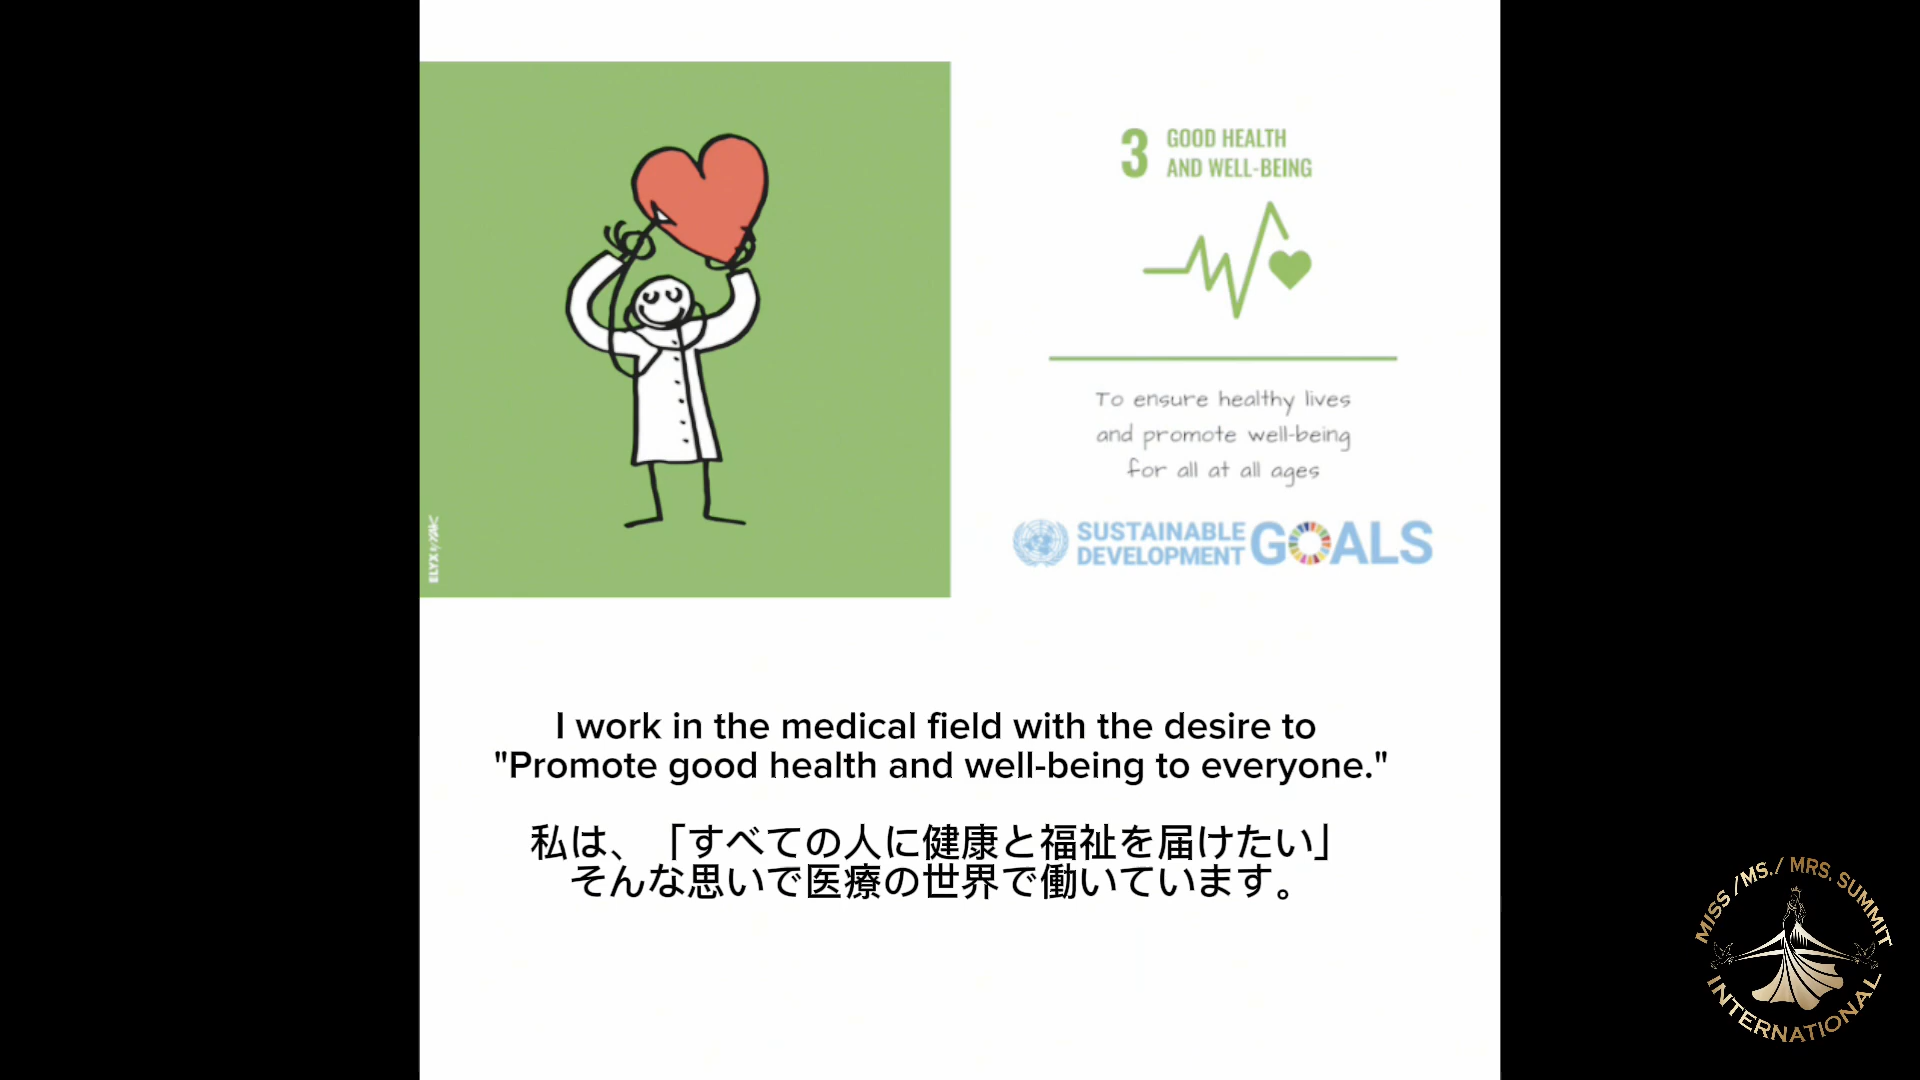 3 GOOD HEALTH
AND WELL-BEING
To ensure healthy lives
and promote well-being
for all at all ages
SUSTAINABLE
DEVELOPMENT
GOALS
ELYX by YAK
I work in the medical field with the desire to
"Promote good health and well-being to everyone."
私は、「すべての人に健康と福祉を届けたい」
そんな思いで医療の世界で働いています。
MISS /MS./ MRS. SUMMIT
INTERNATIONAL